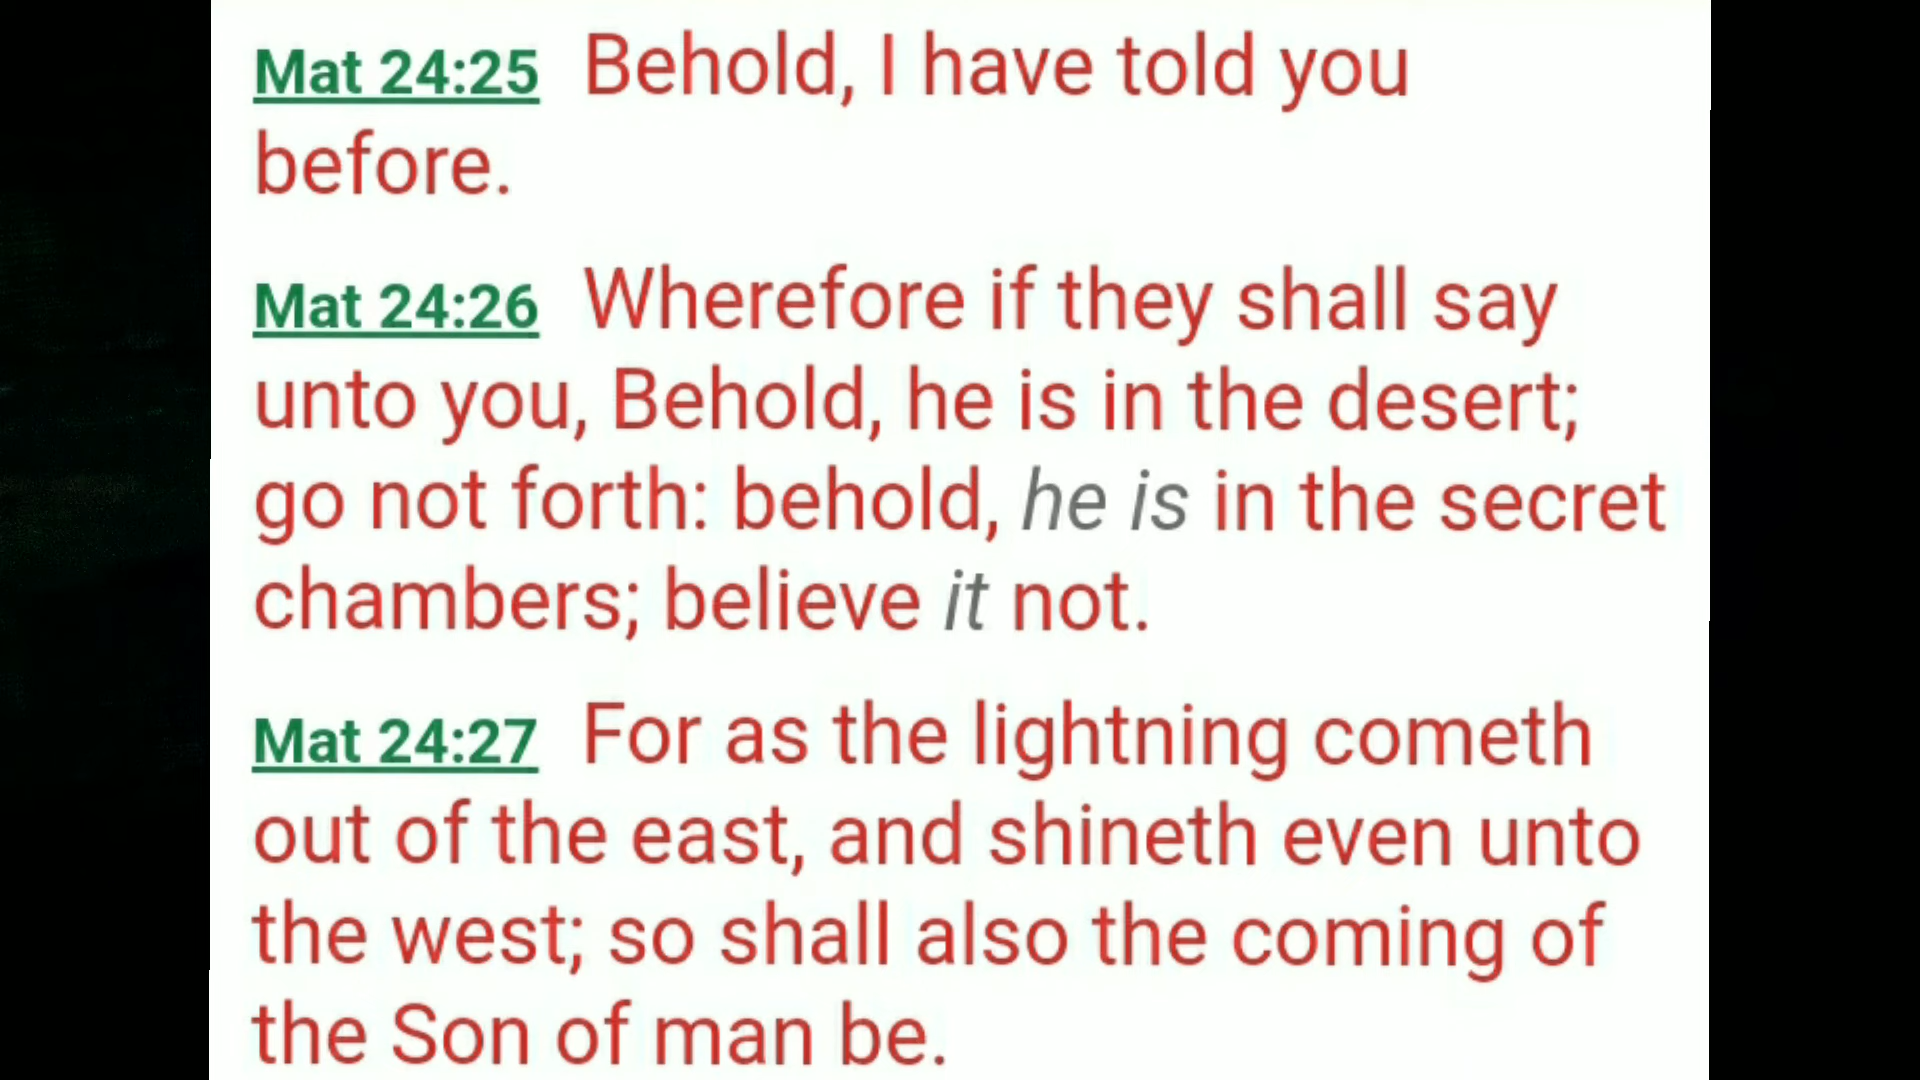 Mat 24:25 Behold, I have told you
before.
Mat 24:26 Wherefore if they shall say
unto you, Behold, he is in the desert;
go not forth: behold, he is in the secret
chambers; believe it not.
Mat 24:27 For as the lightning cometh
out of the east, and shineth even unto
the west; so shall also the coming of
the Son of man be.